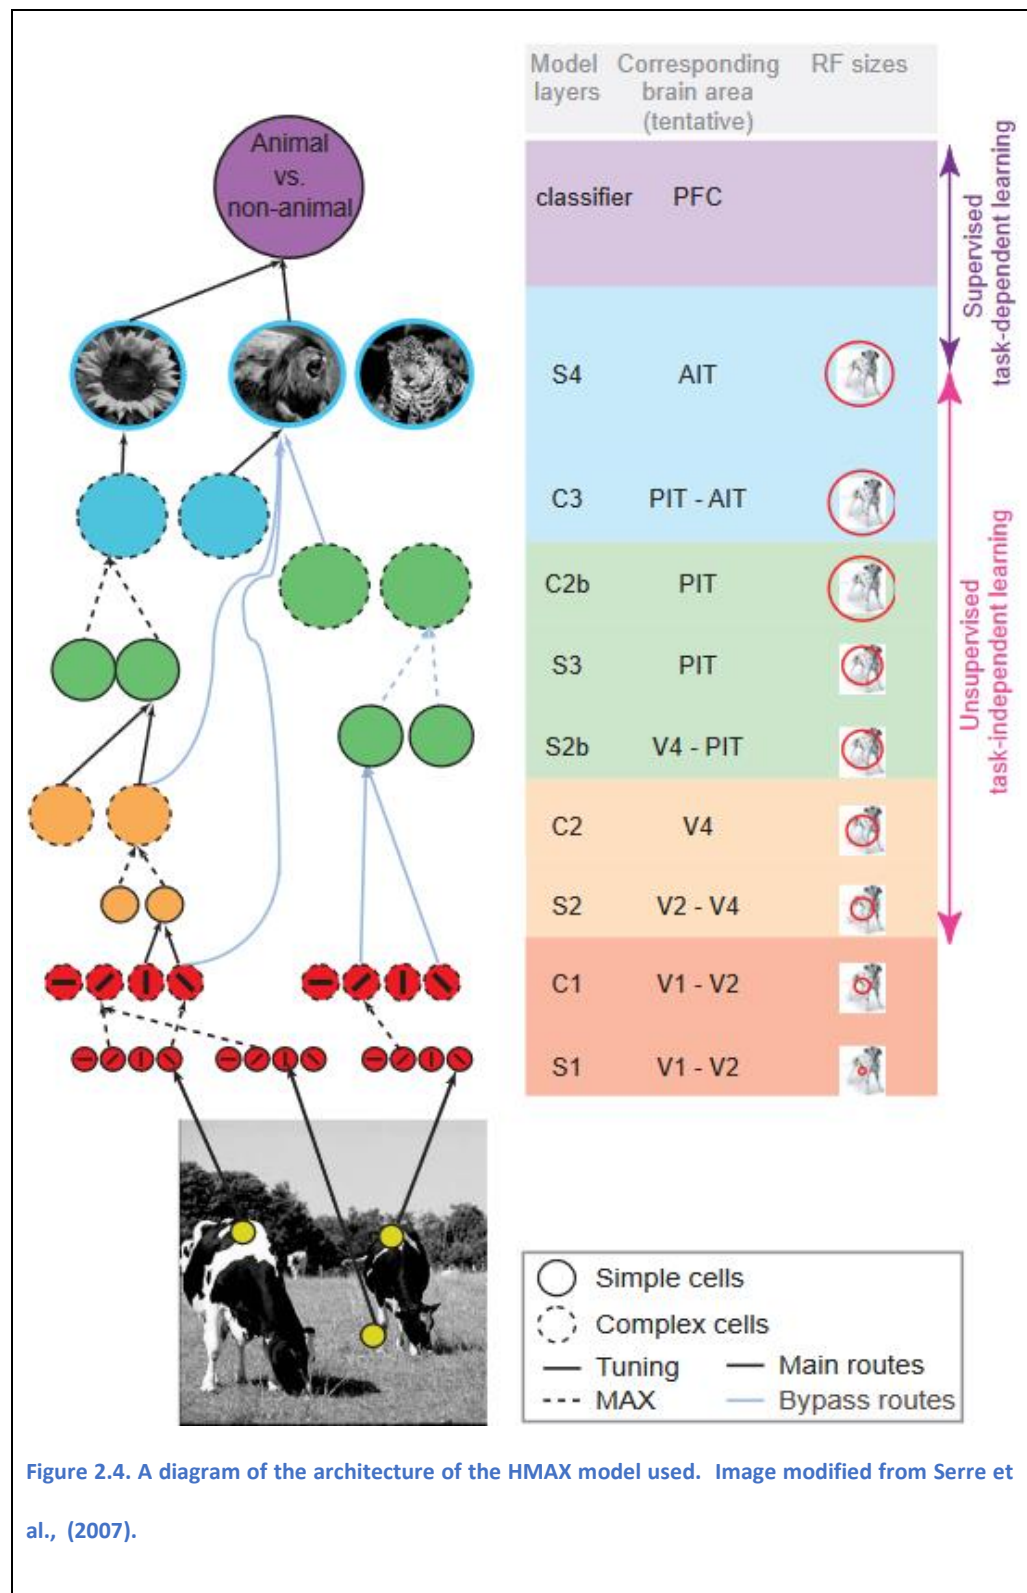 Model Corresponding RF sizes
layers brain area
(tentative)
Animal
vs.
non-animal
classifier PFC
S4 AIT
C3 PIT - AIT
C2b PIT
S3 PIT
S2b V4 - PIT
C2 V4
S2 V2 - V4
C1 V1 - V2
S1 V1 - V2
Supervised
task-dependent learning
Unsupervised
task-independent learning
Simple cells
Complex cells
Tuning Main routes
MAX Bypass routes
Figure 2.4. A diagram of the architecture of the HMAX model used. Image modified from Serre et
al., (2007).